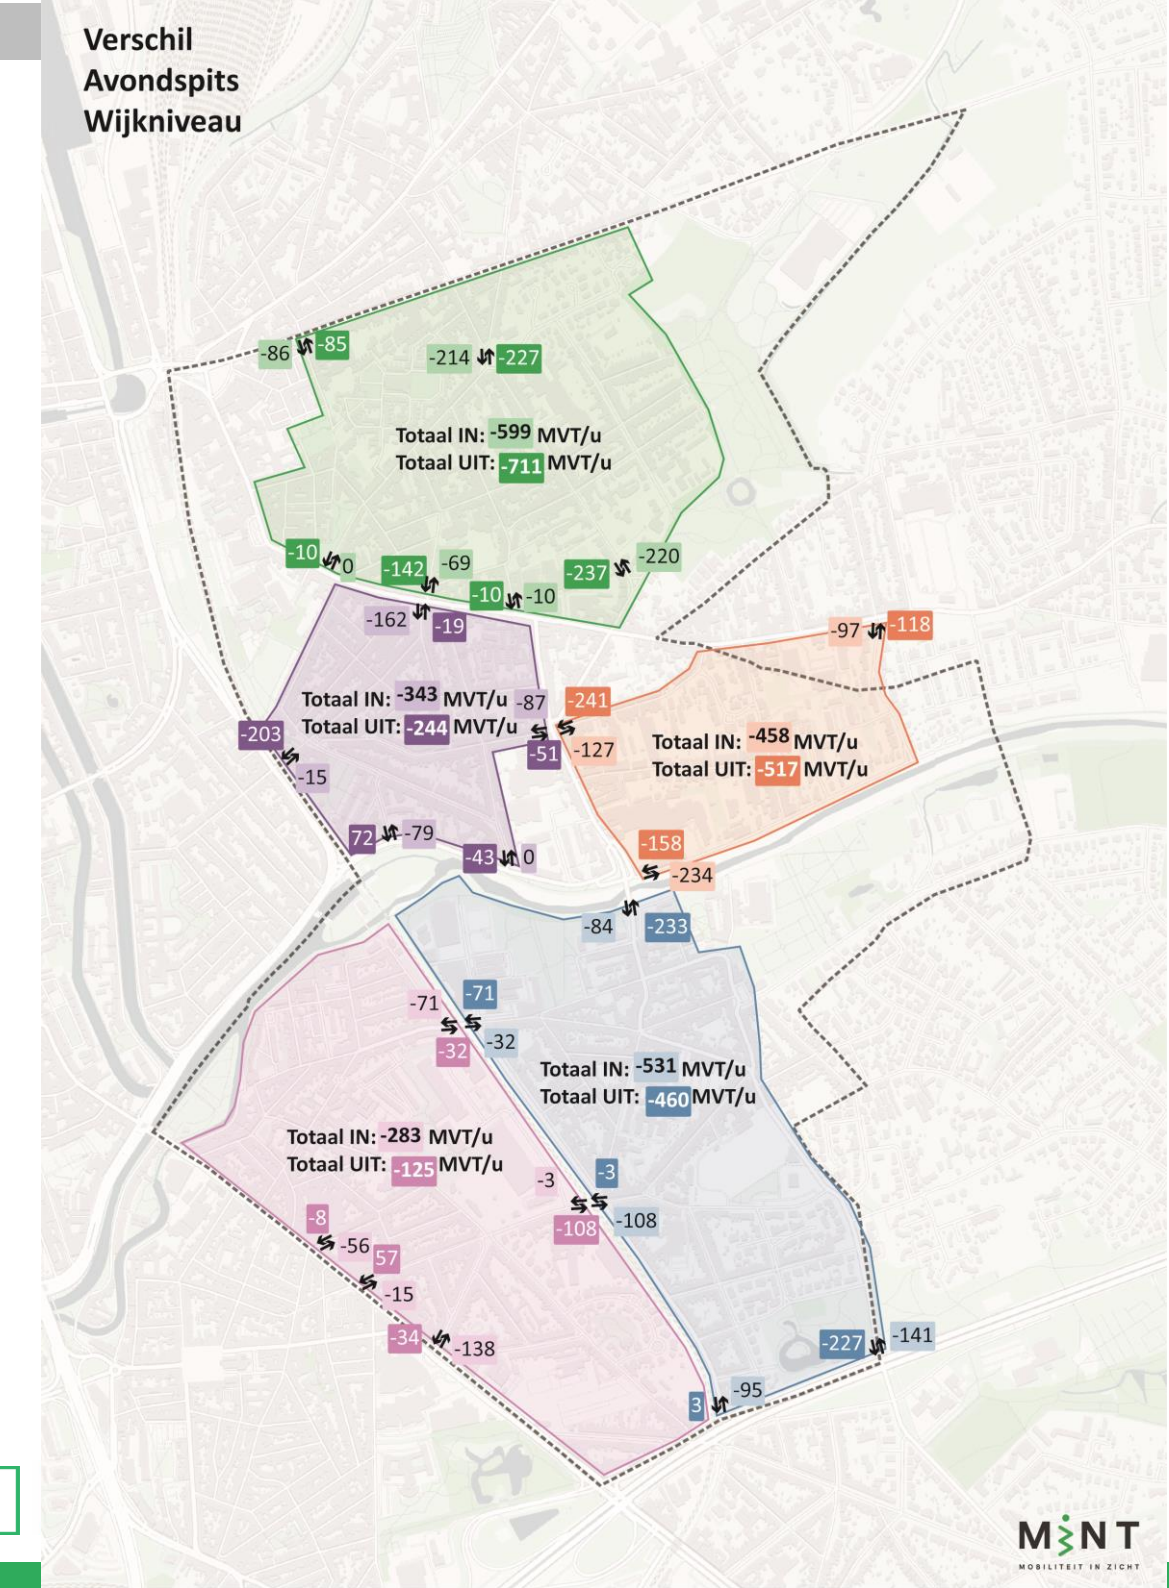 Verschil
Avondspits
Wijkniveau
-86 -85
-214 -227
Totaal IN: -599 MVT/u
Totaal UIT: -711 MVT/u
-10 0
-142 -69
-10 -10
-237 -220
-162 -19
-97 -118
Totaal IN: -343 MVT/u
Totaal UIT: -244 MVT/u
-87
-51
-241
-127
-203
-15
Totaal IN: -458 MVT/u
Totaal UIT: -517 MVT/u
72 -79
-43 0
-158
-234
-84 -233
-71
-32
-71
-32
Totaal IN: -531 MVT/u
Totaal UIT: -460 MVT/u
Totaal IN: -283 MVT/u
Totaal UIT: -125 MVT/u
-3
-108
-3
-108
-8
-56
57
-15
-34
-138
-227 -141
3 -95
MINT
MOBILITEIT IN ZICHT